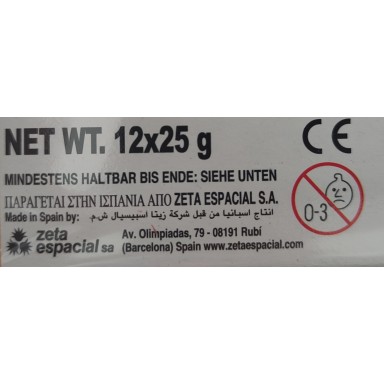 NET WT. 12x25 g
CE
MINDESTENS HALTBAR BIS ENDE: SIEHE UNTEN
ΠΑΡΑΓΕΤΑΙ ΣΤΗΝ ΙΣΠΑΝΙΑ ΑΠΟ ZETA ESPACIAL S.A.
Made in Spain by: انتاج اسبانيا من قبل شركة زيتا اسبيسيال ش.م.
0-3
zeta espacial sa
Av. Olimpiadas, 79 - 08191 Rubí
(Barcelona) Spain www.zetaespacial.com